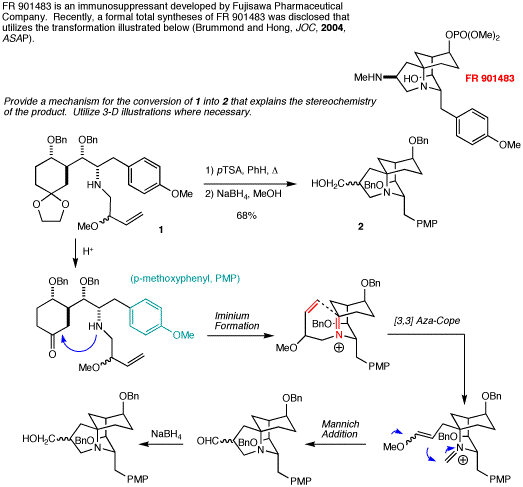 FR 901483 is an immunosuppressant developed by Fujisawa Pharmaceutical
Company. Recently, a formal total syntheses of FR 901483 was disclosed that
utilizes the transformation illustrated below (Brummond and Hong, JOC, 2004,
ASAP).
OPO(OMe)₂
HO
MeHN
N
FR 901483
OMe
Provide a mechanism for the conversion of 1 into 2 that explains the stereochemistry
of the product. Utilize 3-D illustrations where necessary.
OBn OBn
HN
OMe
O O
MeO
1
1) pTSA, PhH, Δ
2) NaBH₄, MeOH
68%
OBn
HOH₂C
BnO
N
PMP
2
H⁺
OBn OBn
(p-methoxyphenyl, PMP)
HN
OMe
O
MeO
Iminium
Formation
OBn
BnO
N
MeO
PMP
[3,3] Aza-Cope
OBn
BnO
MeO
N
PMP
Mannich
Addition
OBn
OHC
BnO
N
PMP
NaBH₄
OBn
HOH₂C
BnO
N
PMP